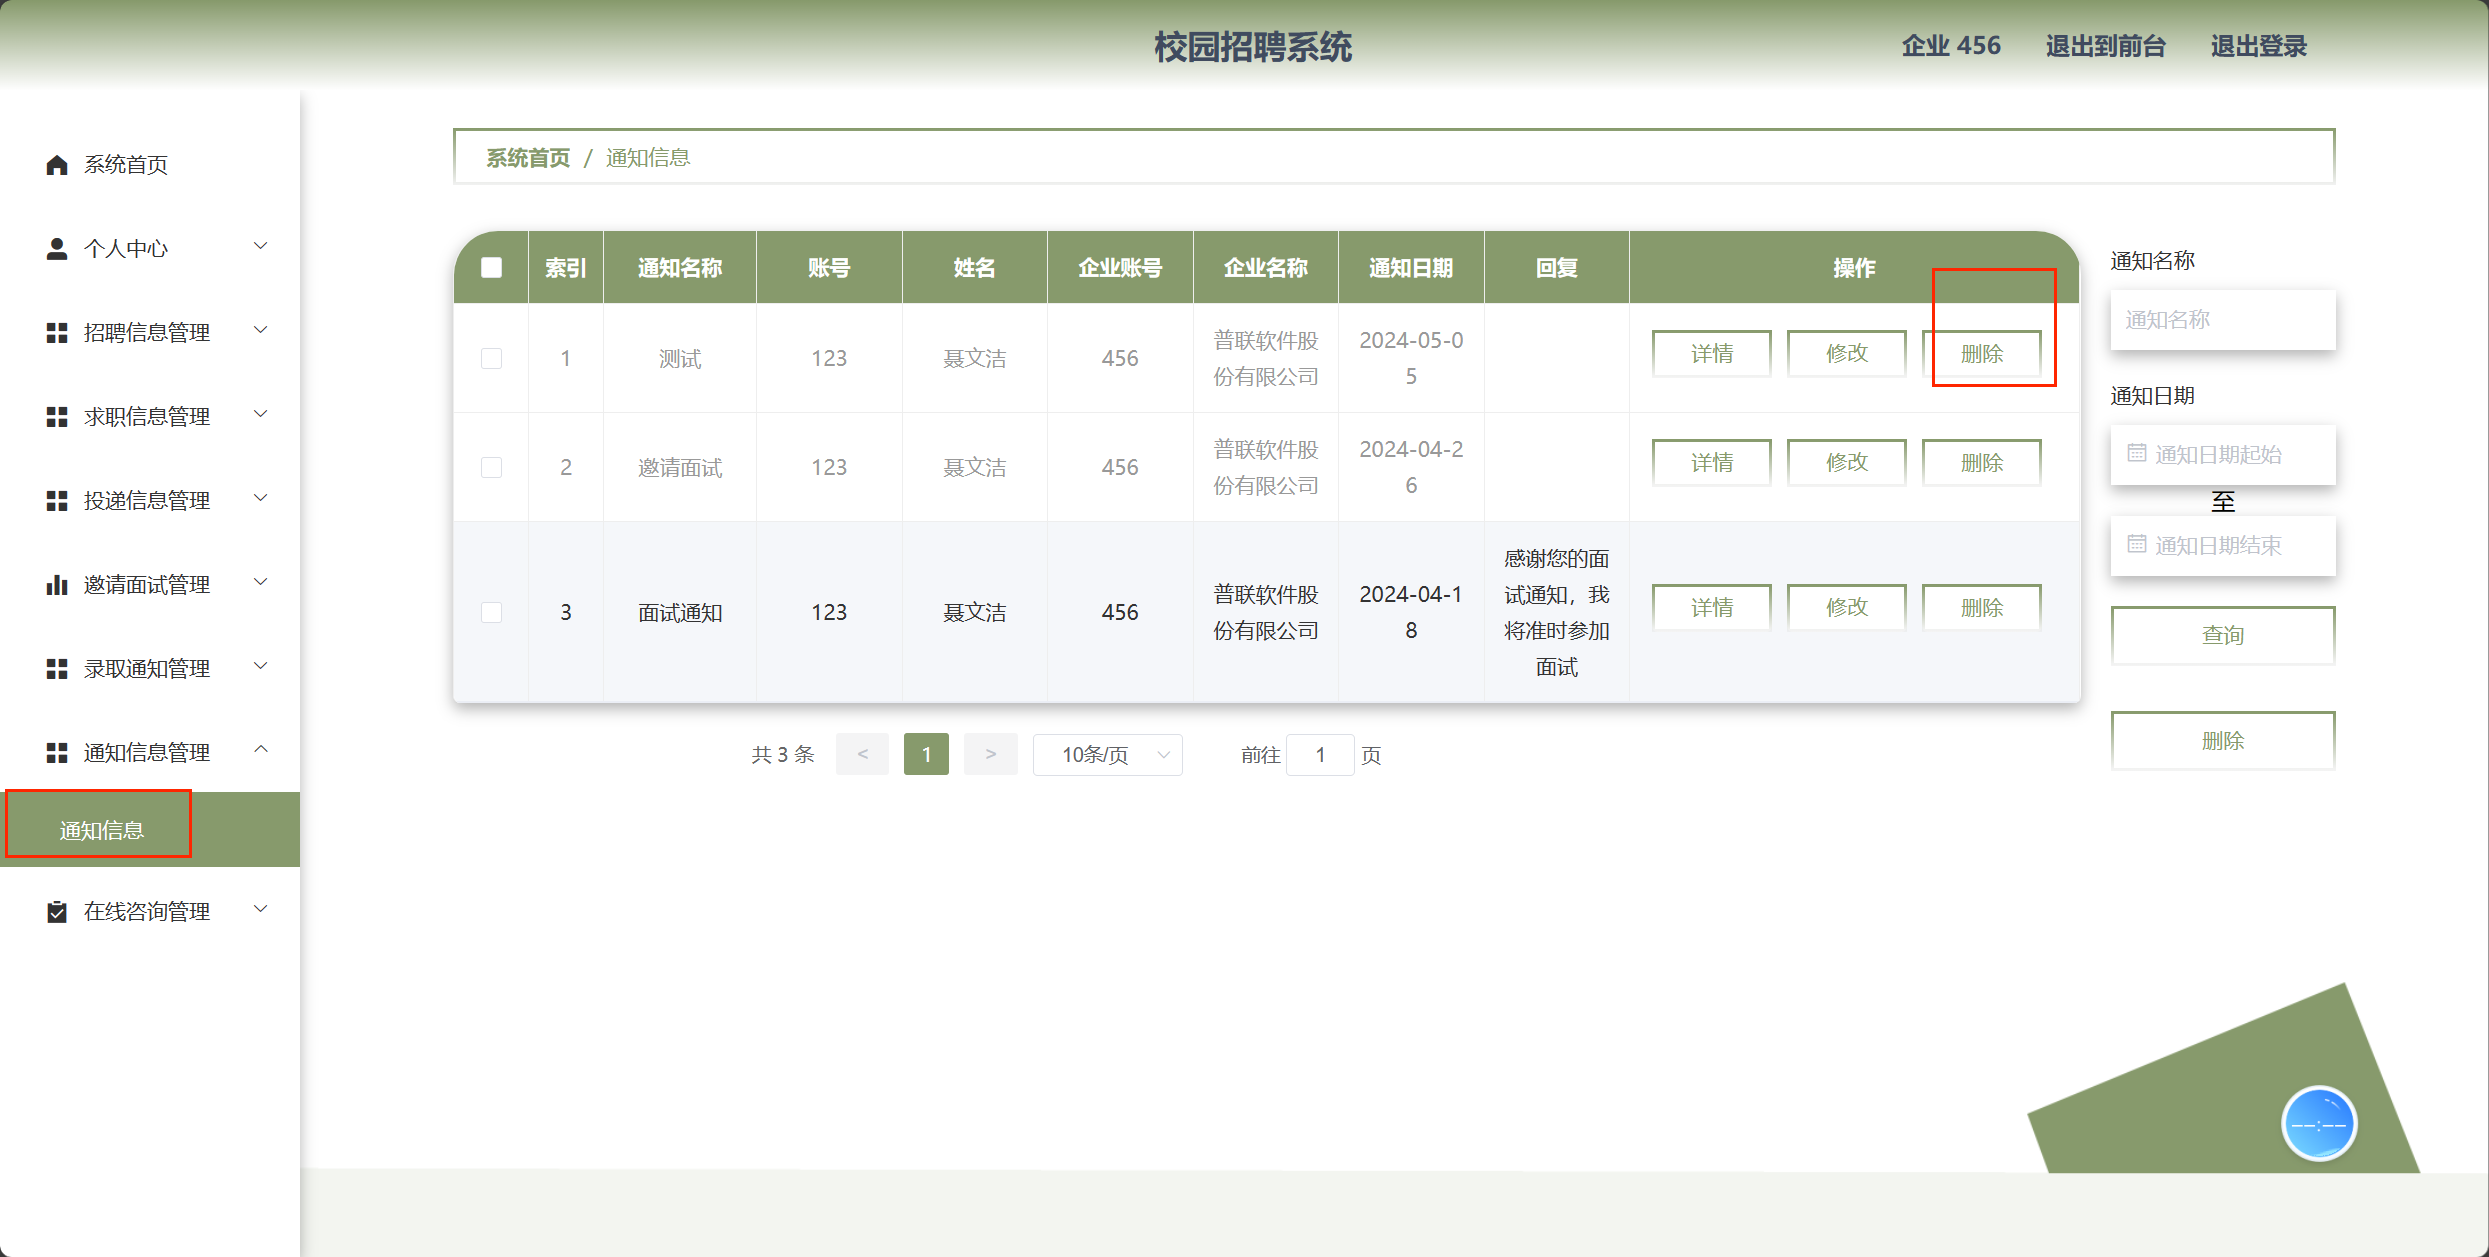 校园招聘系统
企业 456 退出到前台 退出登录
系统首页
个人中心
招聘信息管理
求职信息管理
投递信息管理
邀请面试管理
录取通知管理
通知信息管理
通知信息
在线咨询管理
系统首页 / 通知信息
索引 通知名称 账号 姓名 企业账号 企业名称 通知日期 回复 操作
1 测试 123 聂文洁 456 普联软件股份有限公司 2024-05-05 详情 修改 删除
2 邀请面试 123 聂文洁 456 普联软件股份有限公司 2024-04-26 详情 修改 删除
3 面试通知 123 聂文洁 456 普联软件股份有限公司 2024-04-18 感谢您的面试通知，我将准时参加面试 详情 修改 删除
共 3 条 < 1 > 10条/页 前往 1 页
通知名称
通知名称
通知日期
通知日期起始
至
通知日期结束
查询
删除